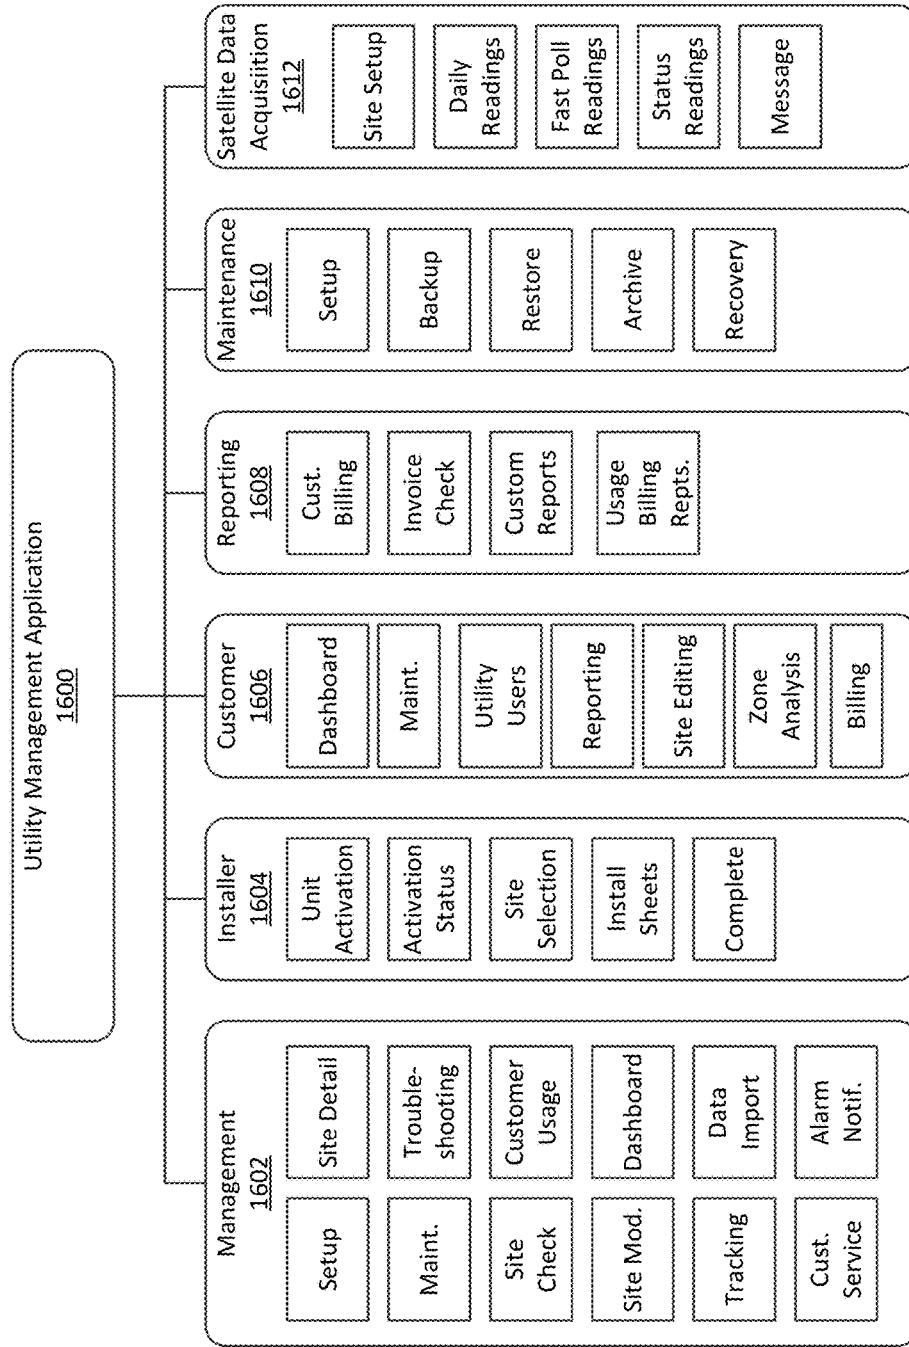 Utility Management Application
1600
Management
1602
Setup
Site Detail
Maint.
Trouble-
shooting
Site
Check
Customer
Usage
Site Mod.
Dashboard
Tracking
Data
Import
Cust.
Service
Alarm
Notif.
Installer
1604
Unit
Activation
Activation
Status
Site
Selection
Install
Sheets
Complete
Customer
1606
Dashboard
Maint.
Utility
Users
Reporting
Site Editing
Zone
Analysis
Billing
Reporting
1608
Cust.
Billing
Invoice
Check
Custom
Reports
Usage
Billing
Repts.
Maintenance
1610
Setup
Backup
Restore
Archive
Recovery
Satellite Data
Acquisiition
1612
Site Setup
Daily
Readings
Fast Poll
Readings
Status
Readings
Message